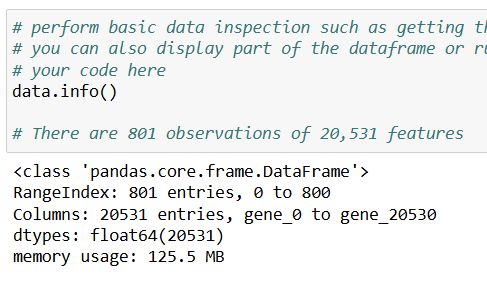 # perform basic data inspection such as getting
# you can also display part of the dataframe or
# your code here
data.info()
# There are 801 observations of 20,531 features
<class 'pandas.core.frame.DataFrame'>
RangeIndex: 801 entries, 0 to 800
Columns: 20531 entries, gene_0 to gene_20530
dtypes: float64(20531)
memory usage: 125.5 MB